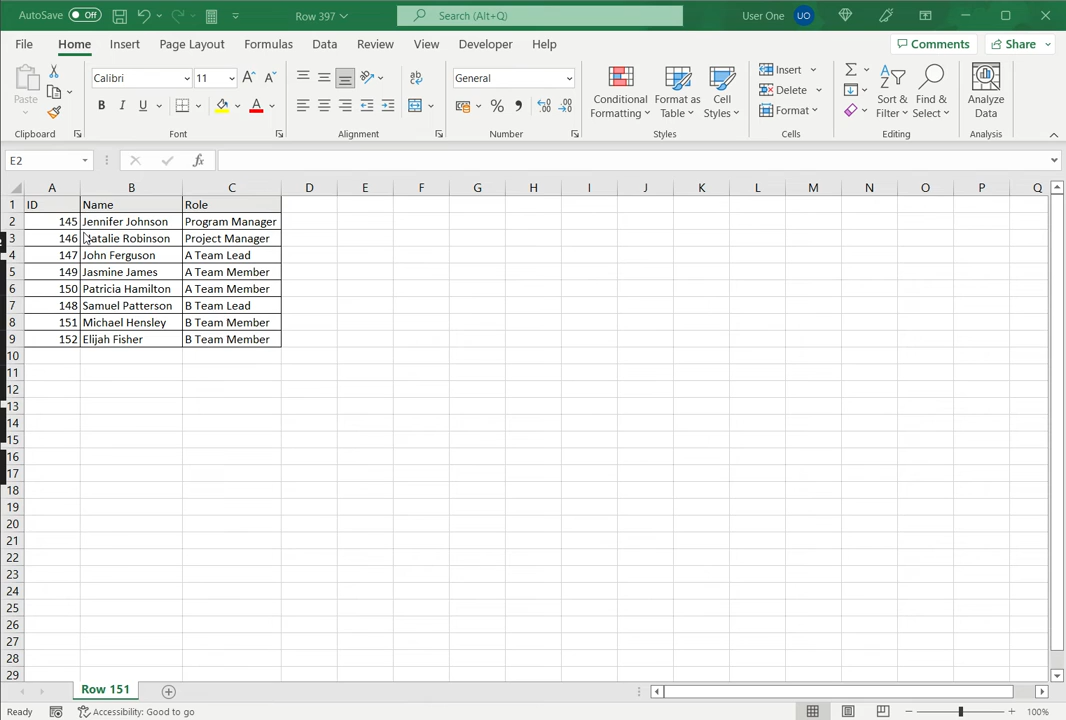 AutoSave Off Row 397 Search (Alt+Q) User One UO
File Home Insert Page Layout Formulas Data Review View Developer Help Comments Share
Paste
Calibri 11
B I U A
General
% 9 .00
Conditional Formatting
Format as Table
Cell Styles
Insert
Delete
Format
Sort & Filter
Find & Select
Analyze Data
Clipboard Font Alignment Number Styles Cells Editing Analysis
E2 fx
A B C D E F G H I J K L M N O P Q
1 ID Name Role
2 145 Jennifer Johnson Program Manager
3 146 Natalie Robinson Project Manager
4 147 John Ferguson A Team Lead
5 149 Jasmine James A Team Member
6 150 Patricia Hamilton A Team Member
7 148 Samuel Patterson B Team Lead
8 151 Michael Hensley B Team Member
9 152 Elijah Fisher B Team Member
10
11
12
13
14
15
16
17
18
19
20
21
22
23
24
25
26
27
28
29
Row 151
Ready Accessibility: Good to go 100%